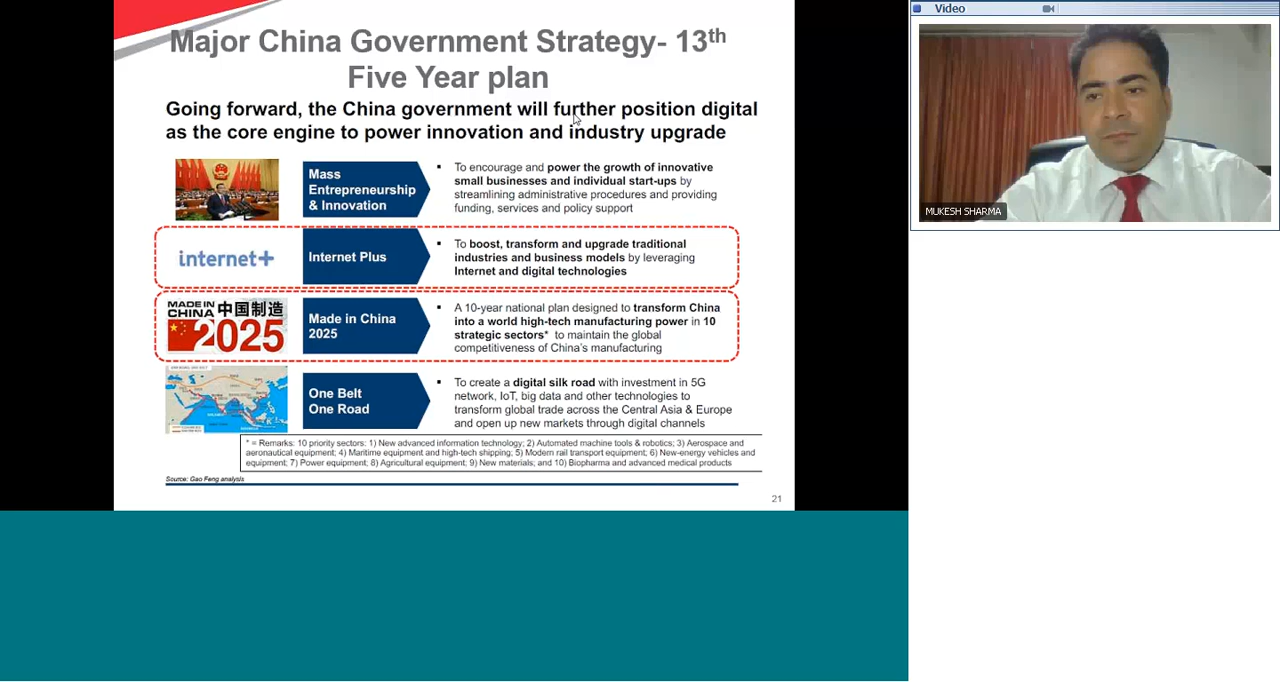 Major China Government Strategy- 13th
Five Year plan
Going forward, the China government will further position digital
as the core engine to power innovation and industry upgrade
Mass
Entrepreneurship
& Innovation
▪ To encourage and power the growth of innovative
small businesses and individual start-ups by
streamlining administrative procedures and providing
funding, services and policy support
internet+
Internet Plus
▪ To boost, transform and upgrade traditional
industries and business models by leveraging
Internet and digital technologies
MADE IN
CHINA 中国制造
2025
Made in China
2025
▪ A 10-year national plan designed to transform China
into a world high-tech manufacturing power in 10
strategic sectors* to maintain the global
competitiveness of China's manufacturing
One Belt
One Road
▪ To create a digital silk road with investment in 5G
network, IoT, big data and other technologies to
transform global trade across the Central Asia & Europe
and open up new markets through digital channels
* = Remarks: 10 priority sectors: 1) New advanced information technology; 2) Automated machine tools & robotics; 3) Aerospace and
aeronautical equipment; 4) Maritime equipment and high-tech shipping; 5) Modern rail transport equipment; 6) New-energy vehicles and
equipment; 7) Power equipment; 8) Agricultural equipment; 9) New materials; and 10) Biopharma and advanced medical products
Source: Gao Feng analysis
21
Video
MUKESH SHARMA